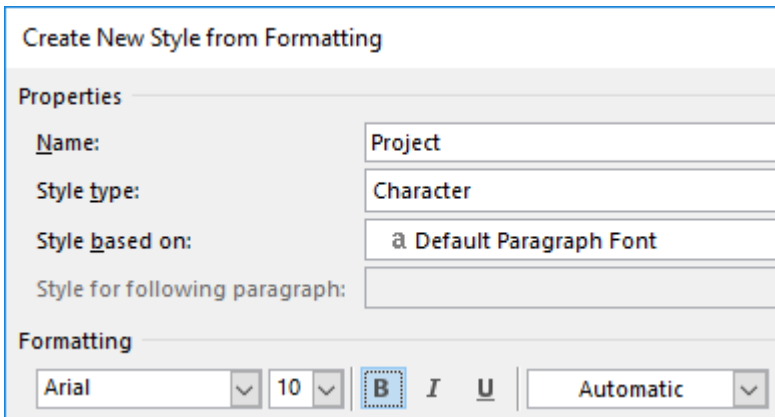 Create New Style from Formatting
Properties
Name: Project
Style type: Character
Style based on: a Default Paragraph Font
Style for following paragraph:
Formatting
Arial 10 B I U Automatic